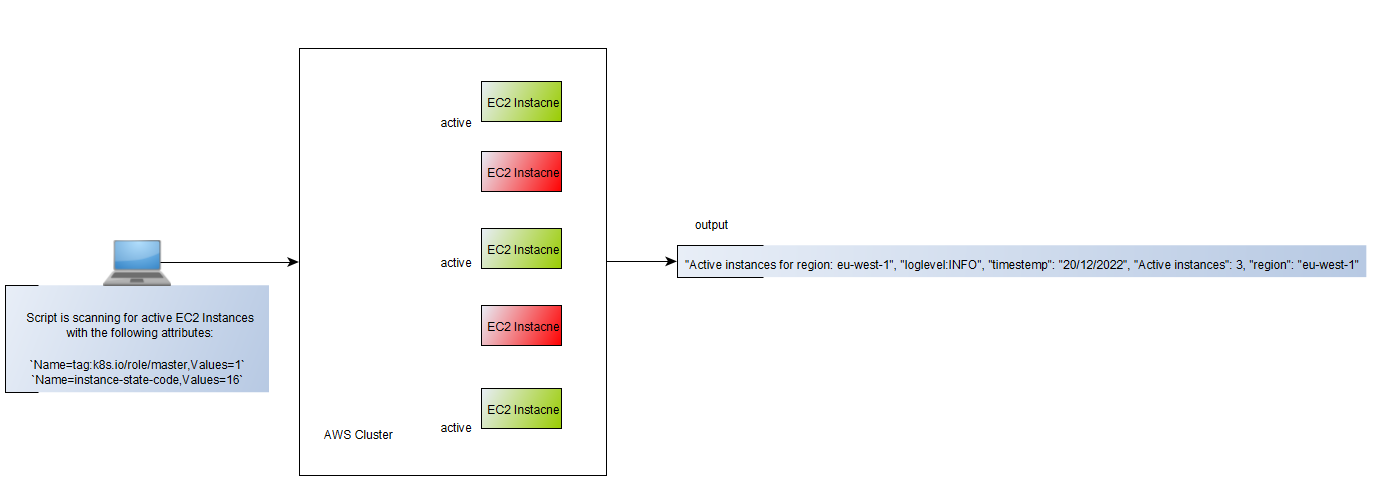 Script is scanning for active EC2 Instances
with the following attributes:
`Name=tag:k8s.io/role/master,Values=1`
`Name=instance-state-code,Values=16`
EC2 Instacne
active
EC2 Instacne
EC2 Instacne
active
EC2 Instacne
EC2 Instacne
active
AWS Cluster
output
"Active instances for region: eu-west-1", "loglevel:INFO", "timestemp": "20/12/2022", "Active instances": 3, "region": "eu-west-1"